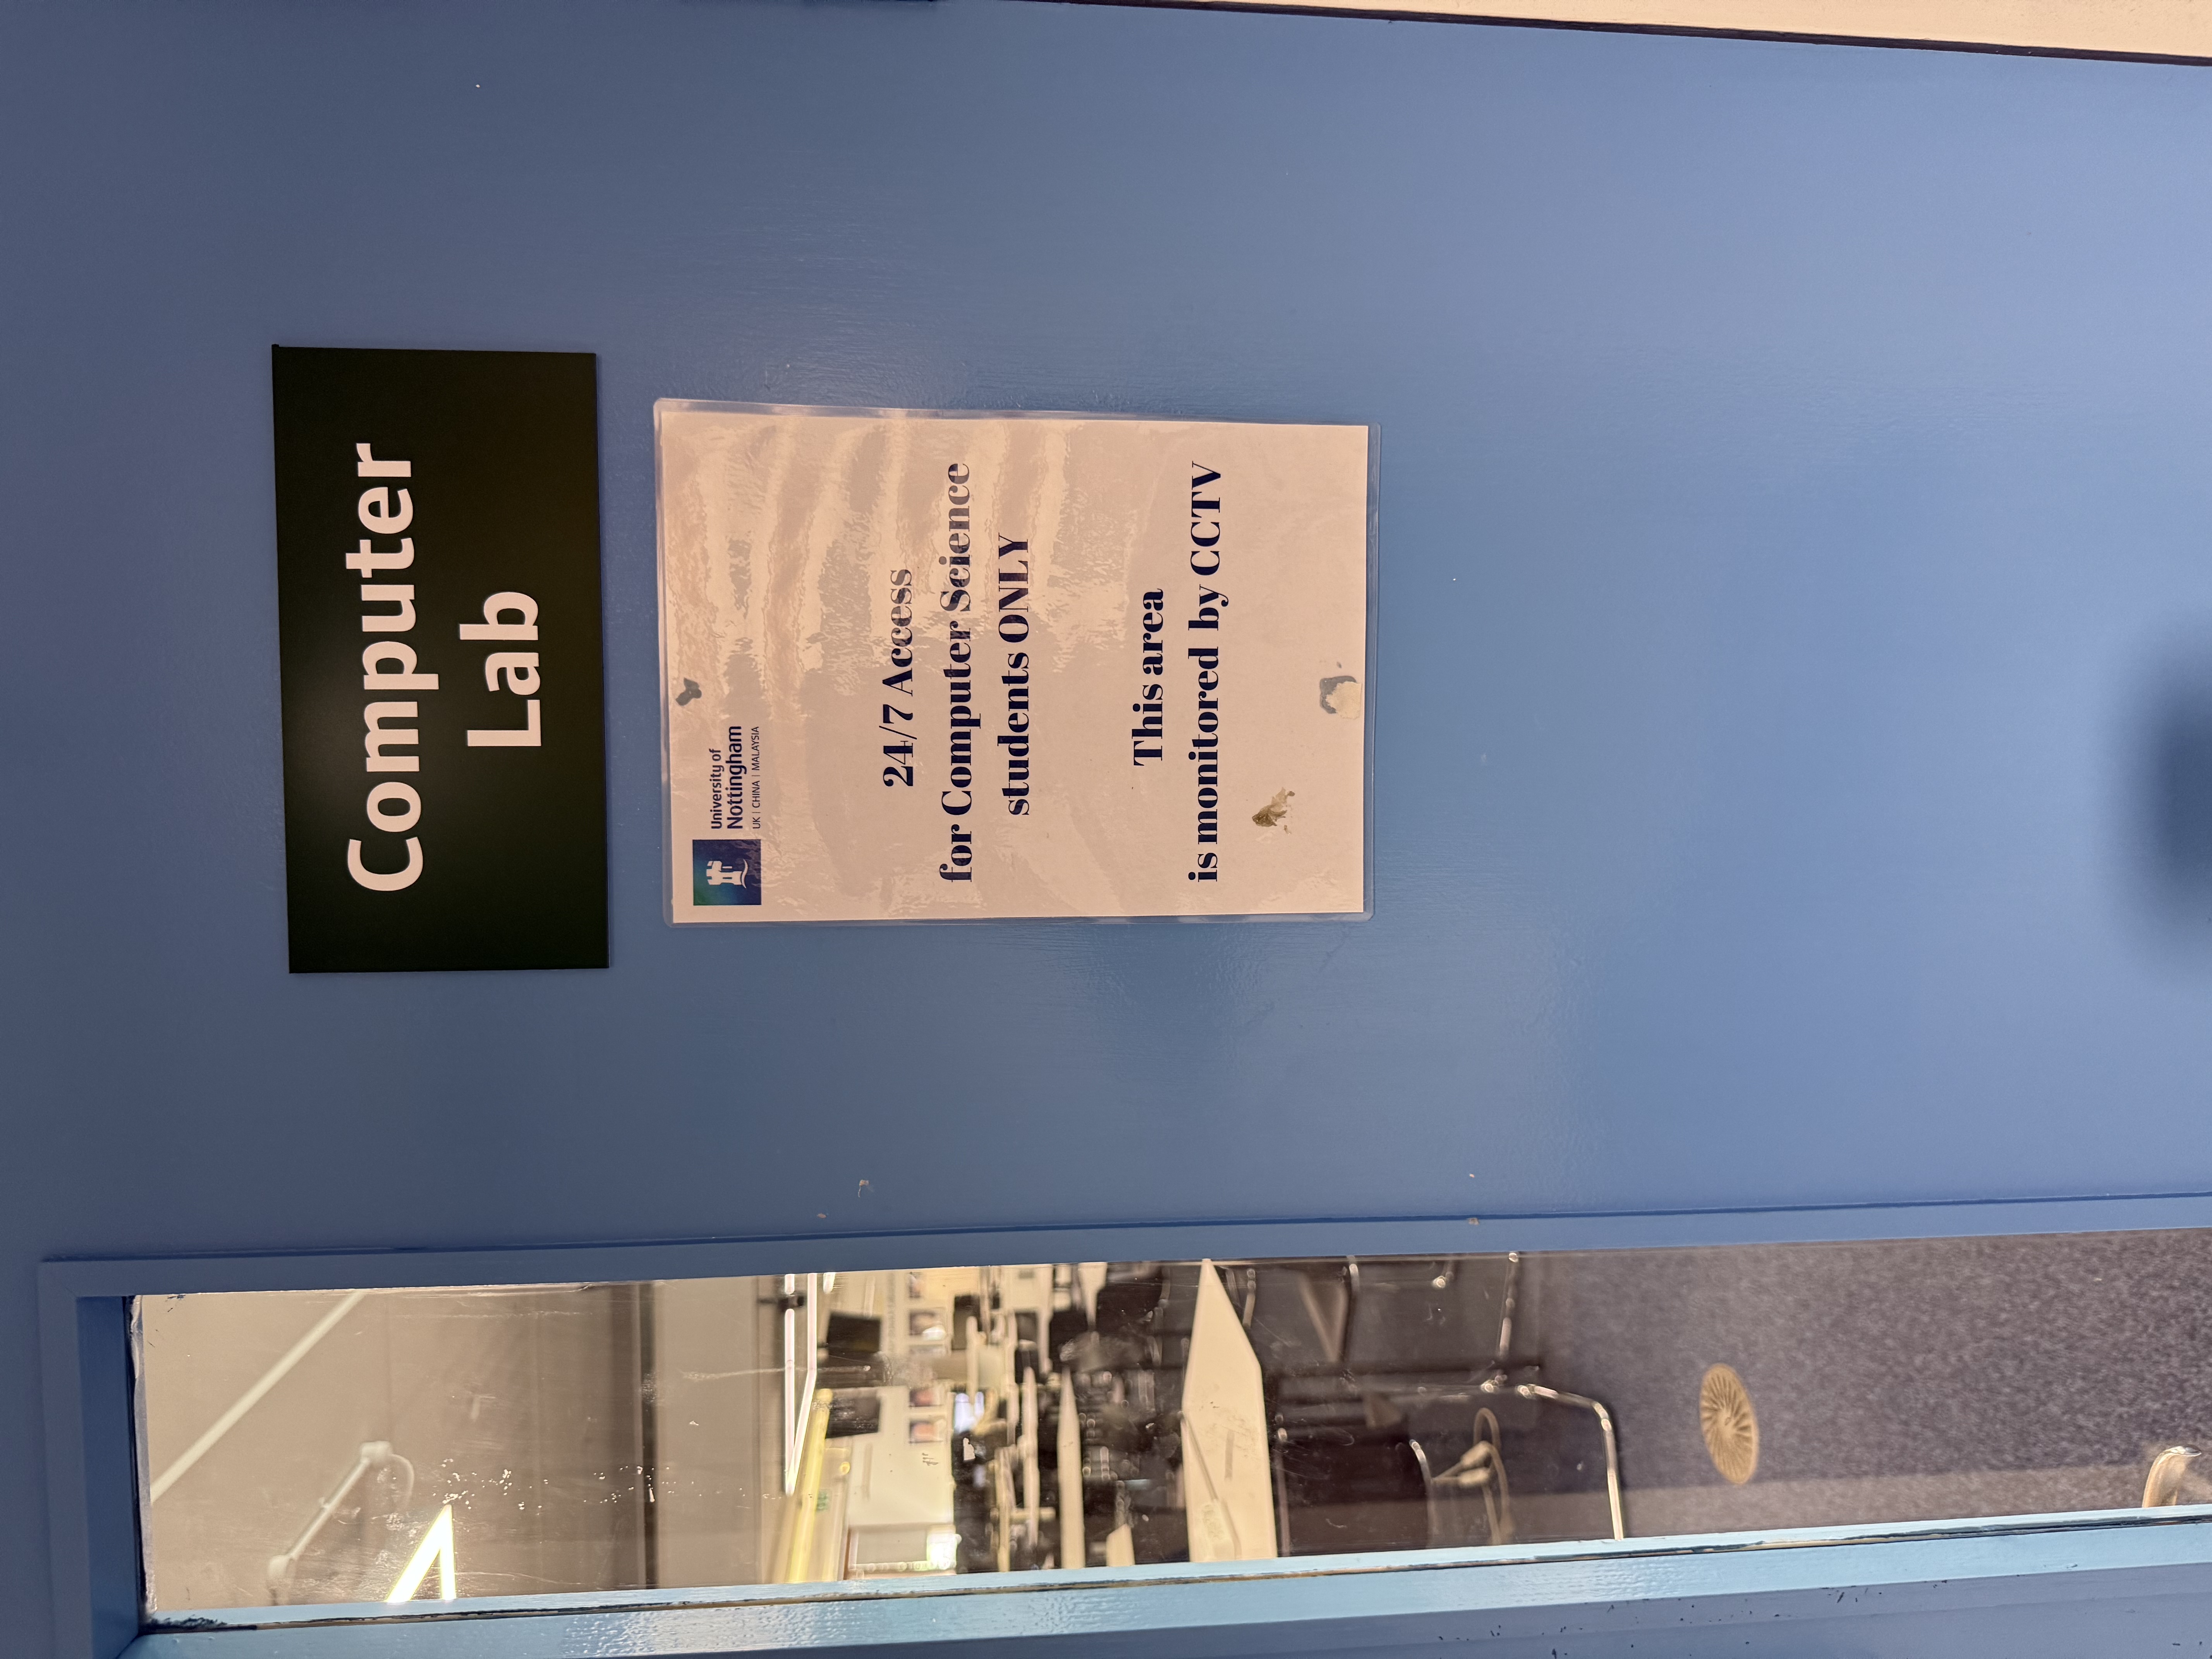 Computer
Lab
University of
Nottingham
UK | CHINA | MALAYSIA
24/7 Access
for Computer Science
students ONLY
This area
is monitored by CCTV